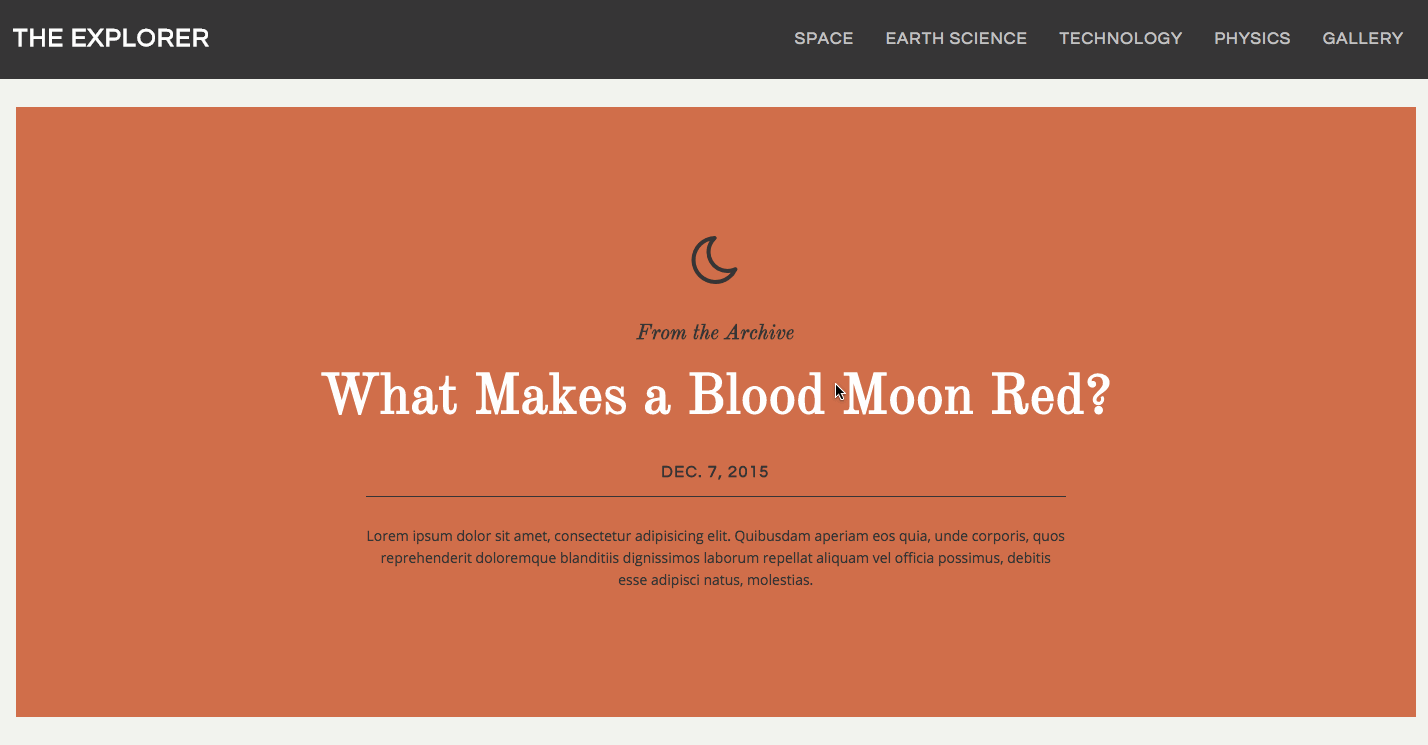 THE EXPLORER
SPACE EARTH SCIENCE TECHNOLOGY PHYSICS GALLERY
From the Archive
What Makes a Blood Moon Red?
DEC. 7, 2015
Lorem ipsum dolor sit amet, consectetur adipisicing elit. Quibusdam aperiam eos quia, unde corporis, quos
reprehenderit doloremque blanditiis dignissimos laborum repellat aliquam vel officia possimus, debitis
esse adipisci natus, molestias.